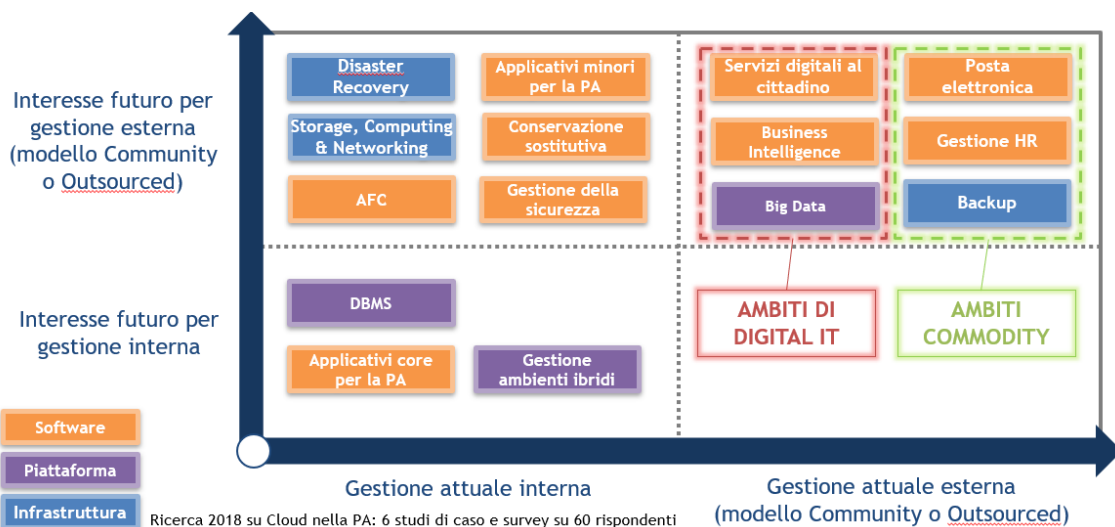 Interesse futuro per
gestione esterna
(modello Community
o Outsourced)
Disaster
Recovery
Applicativi minori
per la PA
Servizi digitali al
cittadino
Posta
elettronica
Storage, Computing
& Networking
Conservazione
sostitutiva
Business
Intelligence
Gestione HR
AFC
Gestione della
sicurezza
Big Data
Backup
Interesse futuro per
gestione interna
DBMS
Applicativi core
per la PA
Gestione
ambienti ibridi
AMBITI DI
DIGITAL IT
AMBITI
COMMODITY
Software
Piattaforma
Infrastruttura
Gestione attuale interna
Gestione attuale esterna
(modello Community o Outsourced)
Ricerca 2018 su Cloud nella PA: 6 studi di caso e survey su 60 rispondenti